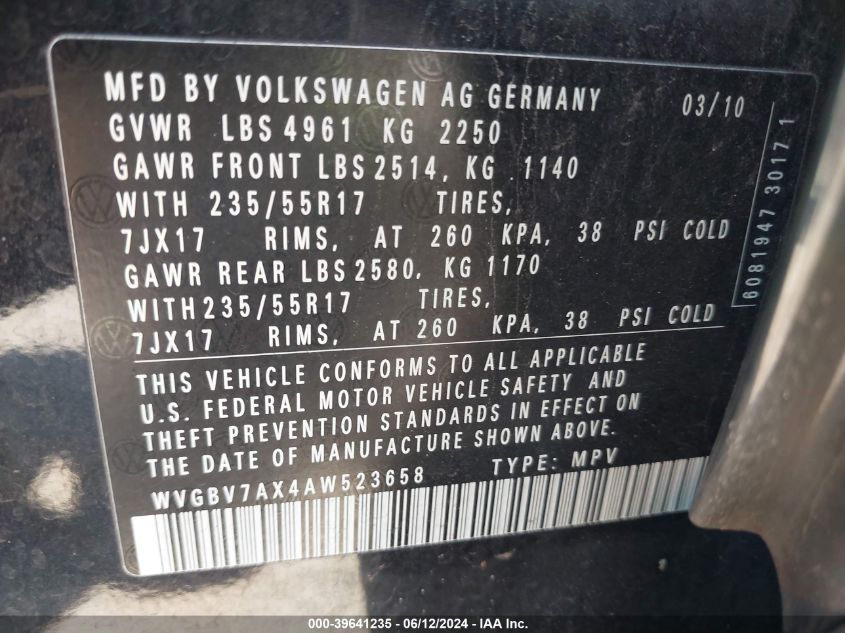 MFD BY VOLKSWAGEN AG GERMANY 03/10
GVWR LBS 4961 KG 2250
GAWR FRONT LBS 2514, KG 1140
WITH 235/55R17 TIRES,
7JX17 RIMS, AT 260 KPA, 38 PSI COLD
GAWR REAR LBS 2580, KG 1170
WITH 235/55R17 TIRES,
7JX17 RIMS, AT 260 KPA, 38 PSI COLD
6081947 3017 1
THIS VEHICLE CONFORMS TO ALL APPLICABLE
U.S. FEDERAL MOTOR VEHICLE SAFETY AND
THEFT PREVENTION STANDARDS IN EFFECT ON
THE DATE OF MANUFACTURE SHOWN ABOVE.
WVGBV7AX4AW523658 TYPE: MPV
000-39641235 - 06/12/2024 - IAA Inc.